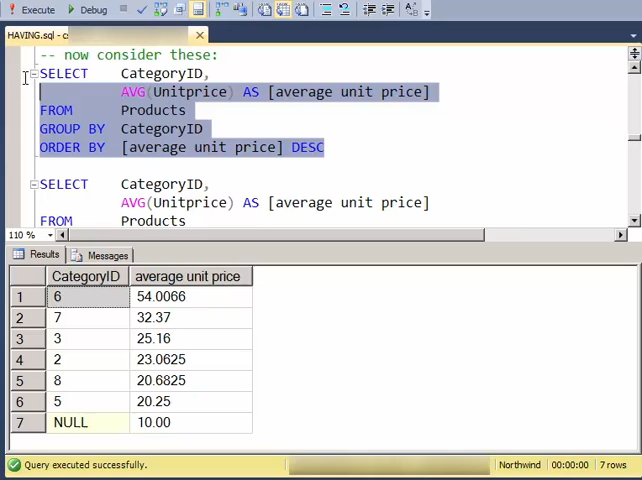 Execute Debug
HAVING.sql - c
-- now consider these:
SELECT CategoryID,
AVG(Unitprice) AS [average unit price]
FROM Products
GROUP BY CategoryID
ORDER BY [average unit price] DESC
SELECT CategoryID,
AVG(Unitprice) AS [average unit price]
FROM Products
110 %
Results Messages
CategoryID average unit price
1 6 54.0066
2 7 32.37
3 3 25.16
4 2 23.0625
5 8 20.6825
6 5 20.25
7 NULL 10.00
Query executed successfully. Northwind 00:00:00 7 rows